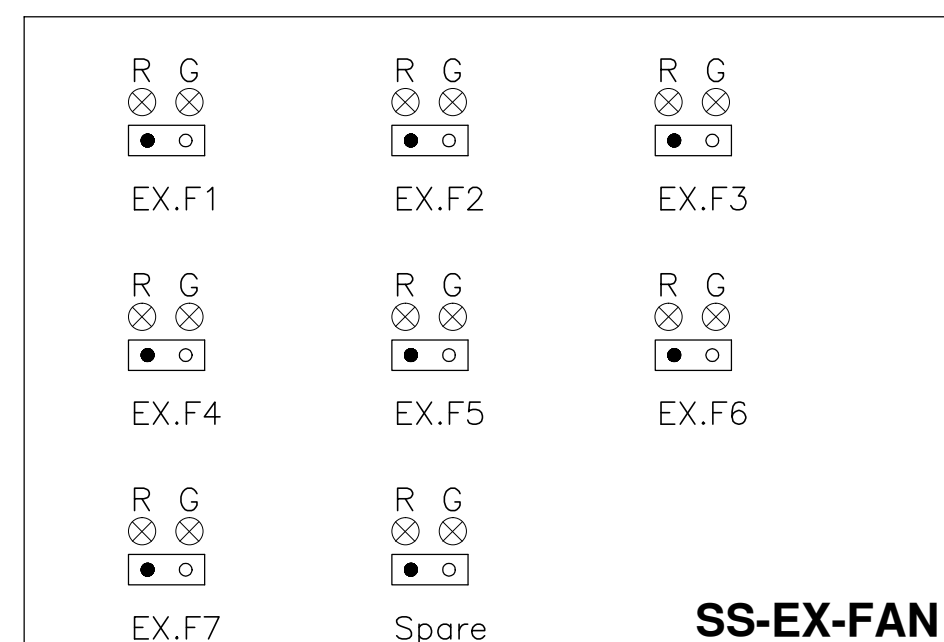 R G R G R G
EX.F1 EX.F2 EX.F3
R G R G R G
EX.F4 EX.F5 EX.F6
R G R G
EX.F7 Spare SS-EX-FAN